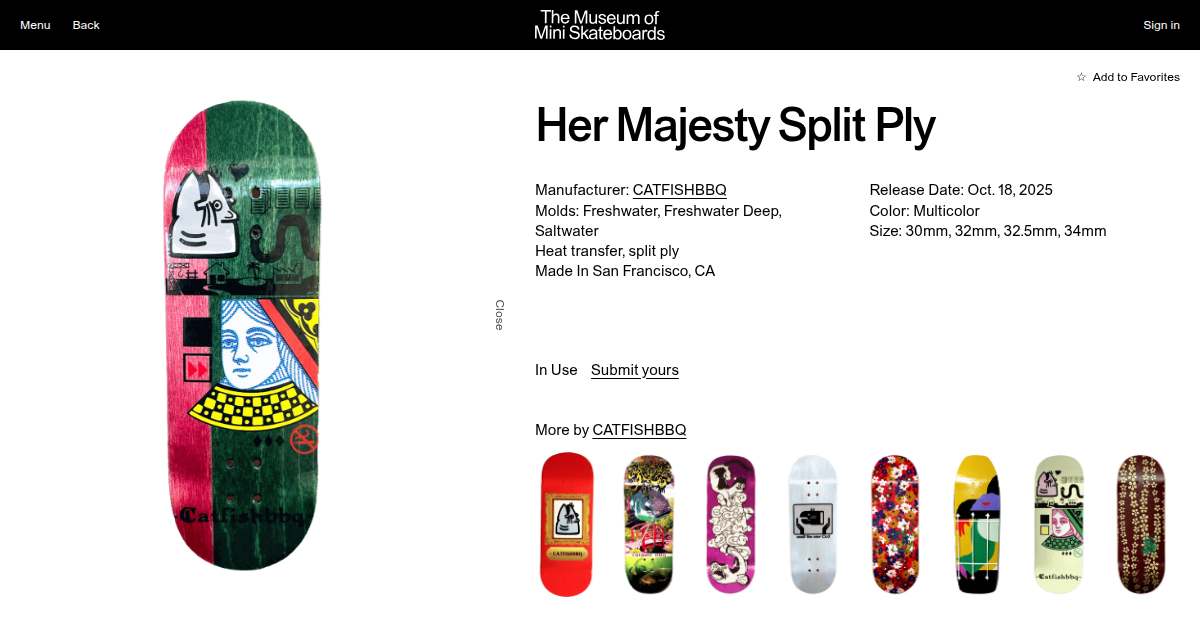 Menu
Back
The Museum of
Mini Skateboards
Sign in
☆ Add to Favorites
Her Majesty Split Ply
Manufacturer: CATFISHBBQ
Molds: Freshwater, Freshwater Deep,
Saltwater
Heat transfer, split ply
Made In San Francisco, CA
Release Date: Oct. 18, 2025
Color: Multicolor
Size: 30mm, 32mm, 32.5mm, 34mm
Close
In Use
Submit yours
More by CATFISHBBQ
Catfishbbq
CATFISHBBQ
Catfishbbq